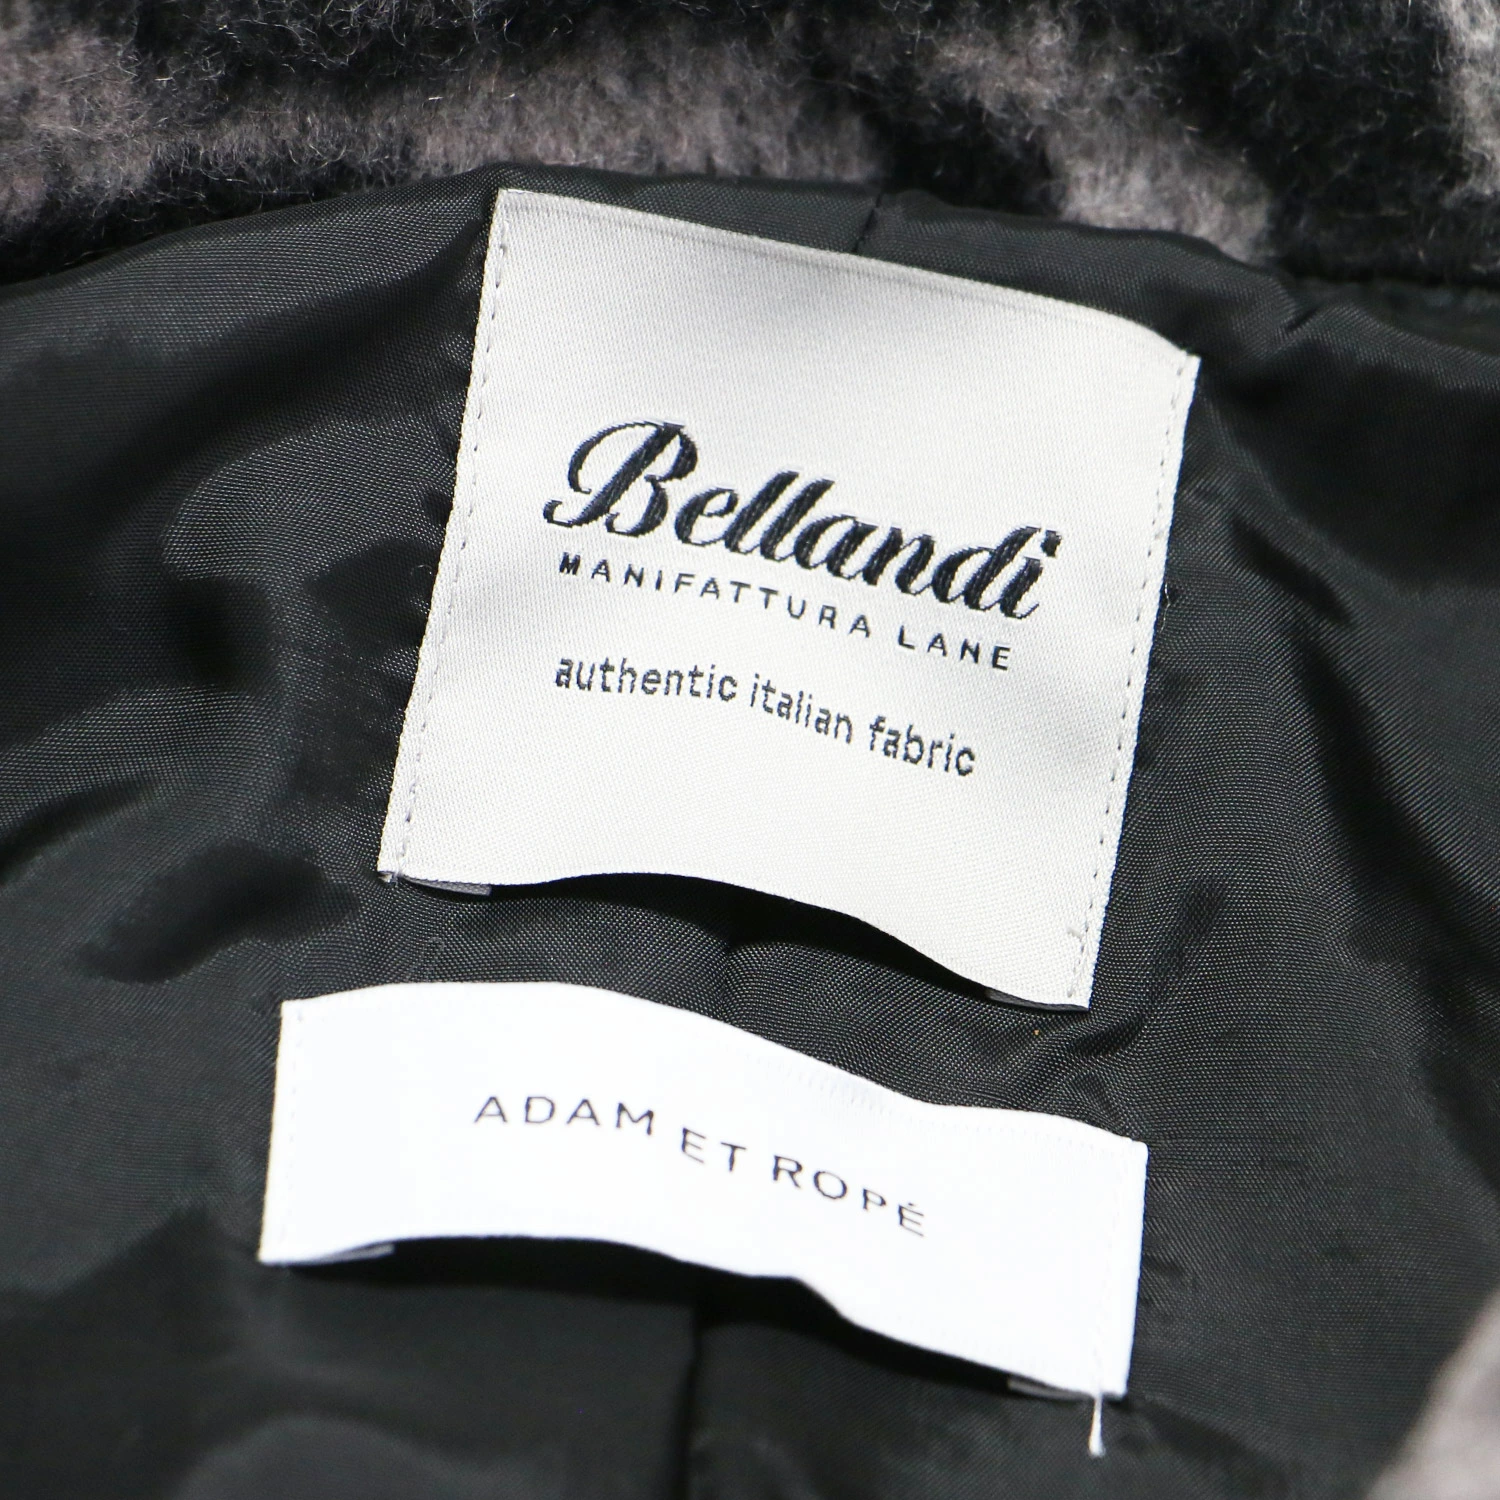 Bellandi
MANIFATTURA LANE
authentic italian fabric
ADAM ET ROPÉ